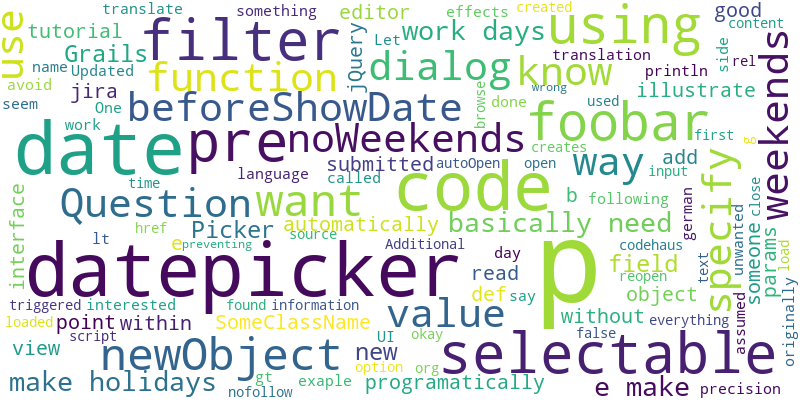 translate
something
effects
created
good
tutorial
editor
Let
work days
using
content
use
Grails
filter
jQuery
dialog
translation
side
rel
name
Updated
function
know
println
avoid
jira
illustrate
weekends
seem
One
beforeShowDate
browse
done
wrong
used
first
go
work
date
prenoWeekends
foobar
creates
language
submitted
autoOpen
open
way
add
input
time
called
code
b
following
specify
german
Question
want
interface
href
Picker
automatically
basically need
someone
close
lt
e
preventing
source
Additional
day
codehaus
params
unwanted
load
datepicker
p
read
field
reopen
text
triggered
interested
found
information
def
say
object
loaded
point
within
SomeClassName
value
without
everything
assumed
originally
script
UI
okay
false
view
newObject
new
selectable
option
org
make holidays
gt
exaple
programatically
e make
precision
nofollow